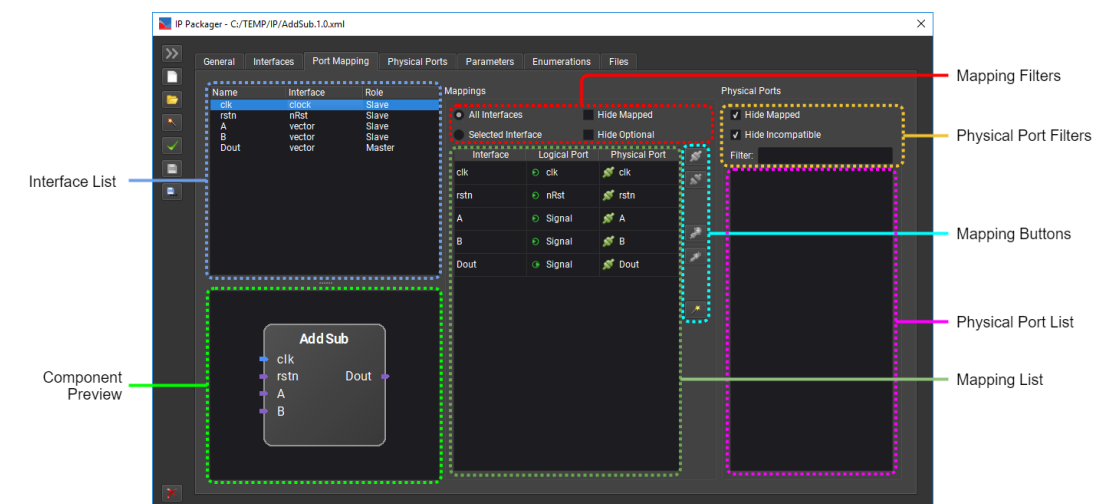 IP Packager - C:/TEMP/IP/AddSub.1.0.xml
General Interfaces Port Mapping Physical Ports Parameters Enumerations Files
Name Interface Role
clk clock Slave
rstn nRst Slave
A vector Slave
B vector Slave
Dout vector Master
Mappings
All Interfaces Hide Mapped
Selected Interface Hide Optional
Interface Logical Port Physical Port
clk clk clk
rstn nRst rstn
A Signal A
B Signal B
Dout Signal Dout
Physical Ports
Hide Mapped
Hide Incompatible
Filter:
Add Sub
clk
rstn Dout
A
B
Interface List
Component
Preview
Mapping Filters
Physical Port Filters
Mapping Buttons
Physical Port List
Mapping List